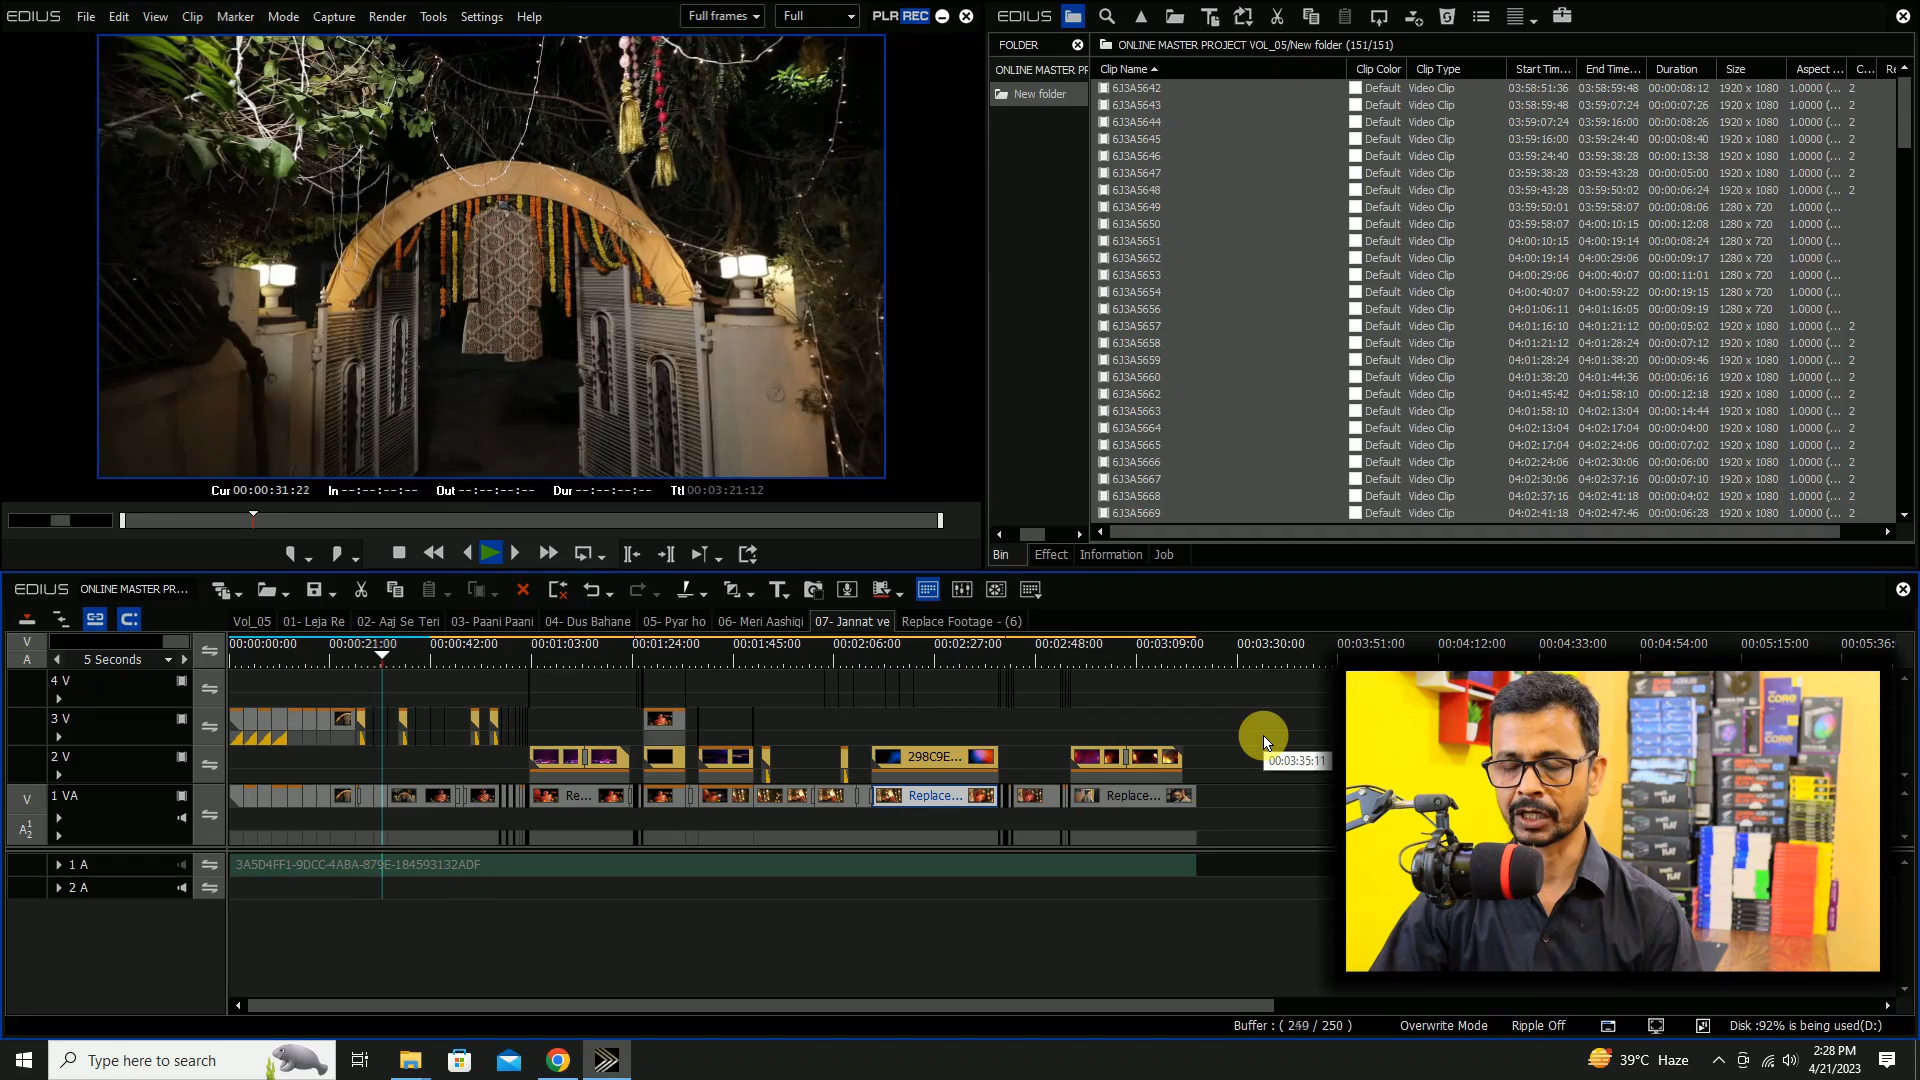 EDIUS File Edit View Clip Marker Mode Capture Render Tools Settings Help Full frames Full PLR REC
EDIUS
FOLDER ONLINE MASTER PROJECT VOL_05/New folder (151/151)
ONLINE MASTER PR
New folder
Clip Name Clip Color Clip Type Start Tim... End Time... Duration Size Aspect ... C... Re
6J3A5642 Default Video Clip 03:58:51:36 03:58:59:48 00:00:08:12 1920 x 1080 1.0000 (... 2
6J3A5643 Default Video Clip 03:58:59:48 03:59:07:24 00:00:07:26 1920 x 1080 1.0000 (... 2
6J3A5644 Default Video Clip 03:59:07:24 03:59:16:00 00:00:08:26 1920 x 1080 1.0000 (... 2
6J3A5645 Default Video Clip 03:59:16:00 03:59:24:40 00:00:08:40 1920 x 1080 1.0000 (... 2
6J3A5646 Default Video Clip 03:59:24:40 03:59:38:28 00:00:13:38 1920 x 1080 1.0000 (... 2
6J3A5647 Default Video Clip 03:59:38:28 03:59:43:28 00:00:05:00 1920 x 1080 1.0000 (... 2
6J3A5648 Default Video Clip 03:59:43:28 03:59:50:02 00:00:06:24 1920 x 1080 1.0000 (... 2
6J3A5649 Default Video Clip 03:59:50:01 03:59:58:07 00:00:08:06 1280 x 720 1.0000 (...
6J3A5650 Default Video Clip 03:59:58:07 04:00:10:15 00:00:12:08 1280 x 720 1.0000 (...
6J3A5651 Default Video Clip 04:00:10:15 04:00:19:14 00:00:08:24 1280 x 720 1.0000 (...
6J3A5652 Default Video Clip 04:00:19:14 04:00:29:06 00:00:09:17 1280 x 720 1.0000 (...
6J3A5653 Default Video Clip 04:00:29:06 04:00:40:07 00:00:11:01 1280 x 720 1.0000 (...
6J3A5654 Default Video Clip 04:00:40:07 04:00:59:22 00:00:19:15 1280 x 720 1.0000 (...
6J3A5656 Default Video Clip 04:01:06:11 04:01:16:05 00:00:09:19 1280 x 720 1.0000 (...
6J3A5657 Default Video Clip 04:01:16:10 04:01:21:12 00:00:05:02 1920 x 1080 1.0000 (... 2
6J3A5658 Default Video Clip 04:01:21:12 04:01:28:24 00:00:07:12 1920 x 1080 1.0000 (... 2
6J3A5659 Default Video Clip 04:01:28:24 04:01:38:20 00:00:09:46 1920 x 1080 1.0000 (... 2
6J3A5660 Default Video Clip 04:01:38:20 04:01:44:36 00:00:06:16 1920 x 1080 1.0000 (... 2
6J3A5662 Default Video Clip 04:01:45:42 04:01:58:10 00:00:12:18 1920 x 1080 1.0000 (... 2
6J3A5663 Default Video Clip 04:01:58:10 04:02:13:04 00:00:14:44 1920 x 1080 1.0000 (... 2
6J3A5664 Default Video Clip 04:02:13:04 04:02:17:04 00:00:04:00 1920 x 1080 1.0000 (... 2
6J3A5665 Default Video Clip 04:02:17:04 04:02:24:06 00:00:07:02 1920 x 1080 1.0000 (... 2
6J3A5666 Default Video Clip 04:02:24:06 04:02:30:06 00:00:06:00 1920 x 1080 1.0000 (... 2
6J3A5667 Default Video Clip 04:02:30:06 04:02:37:16 00:00:07:10 1920 x 1080 1.0000 (... 2
6J3A5668 Default Video Clip 04:02:37:16 04:02:41:18 00:00:04:02 1920 x 1080 1.0000 (... 2
6J3A5669 Default Video Clip 04:02:41:18 04:02:47:46 00:00:06:28 1920 x 1080 1.0000 (... 2
Cur 00:00:31:22 In --:--:--:-- Out --:--:--:-- Dur --:--:--:-- Ttl 00:03:21:12
Bin Effect Information Job
EDIUS ONLINE MASTER PR...
Vol_05 01- Leja Re 02- Aaj Se Teri 03- Paani Paani 04- Dus Bahane 05- Pyar ho 06- Meri Aashiqi 07- Jannat ve Replace Footage - (6)
V
A 5 Seconds
00:00:00:00 00:00:21:00 00:00:42:00 00:01:03:00 00:01:24:00 00:01:45:00 00:02:06:00 00:02:27:00 00:02:48:00 00:03:09:00 00:03:30:00 00:03:51:00 00:04:12:00 00:04:33:00 00:04:54:00 00:05:15:00 00:05:36:
4 V
3 V
2 V 298C9E...
00:03:35:11
V 1 VA Re... Replace... Replace...
A 1 2
1 A 3A5D4FF1-9DCC-4ABA-879E-184593132ADF
2 A
Buffer : ( 249 / 250 ) Overwrite Mode Ripple Off Disk :92% is being used(D:)
Type here to search 39°C Haze 2:28 PM
4/21/2023